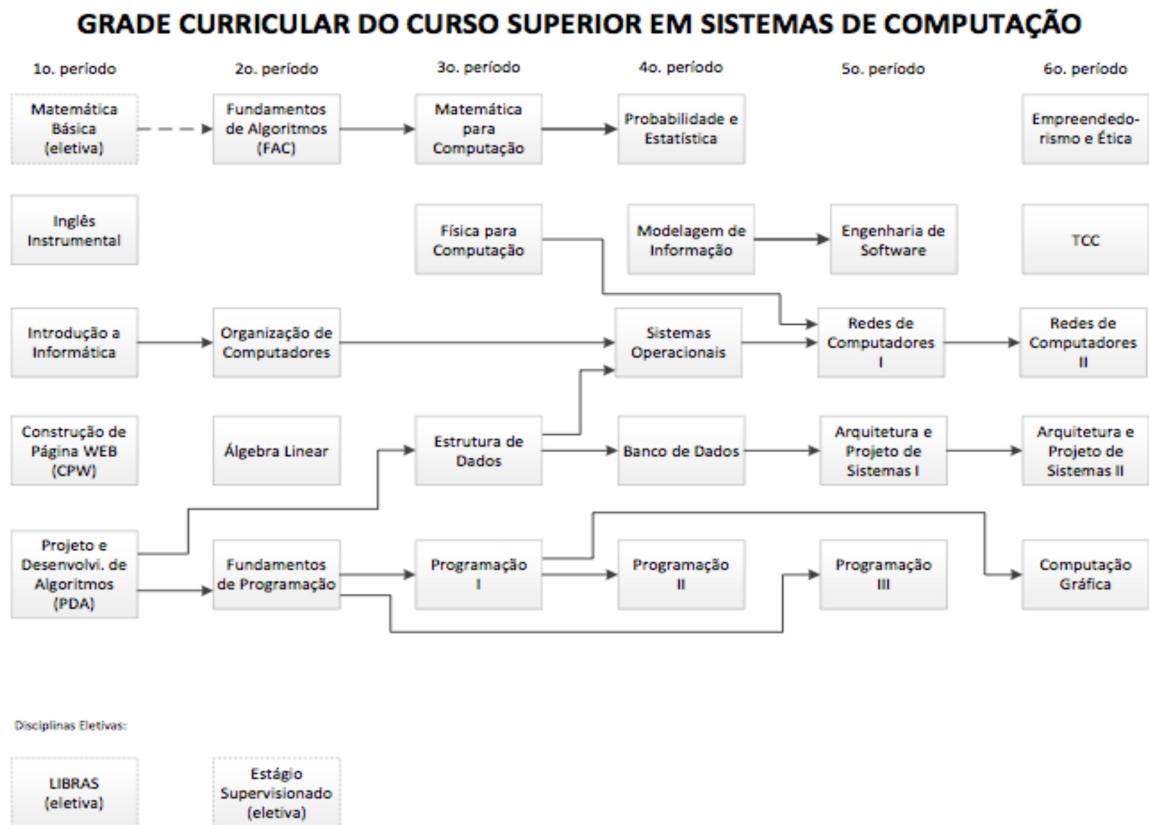 GRADE CURRICULAR DO CURSO SUPERIOR EM SISTEMAS DE COMPUTAÇÃO
1o. período
2o. período
3o. período
4o. período
5o. período
6o. período
Matemática
Básica
(eletiva)
Fundamentos
de Algoritmos
(FAC)
Matemática
para
Computação
Probabilidade e
Estatística
Empreendedo-
rismo e Ética
Inglês
Instrumental
Física para
Computação
Modelagem de
Informação
Engenharia de
Software
TCC
Introdução a
Informática
Organização de
Computadores
Sistemas
Operacionais
Redes de
Computadores
I
Redes de
Computadores
II
Construção de
Página WEB
(CPW)
Álgebra Linear
Estrutura de
Dados
Banco de Dados
Arquitetura e
Projeto de
Sistemas I
Arquitetura e
Projeto de
Sistemas II
Projeto e
Desenvolvi. de
Algoritmos
(PDA)
Fundamentos
de Programação
Programação
I
Programação
II
Programação
III
Computação
Gráfica
Disciplinas Eletivas:
LIBRAS
(eletiva)
Estágio
Supervisionado
(eletiva)